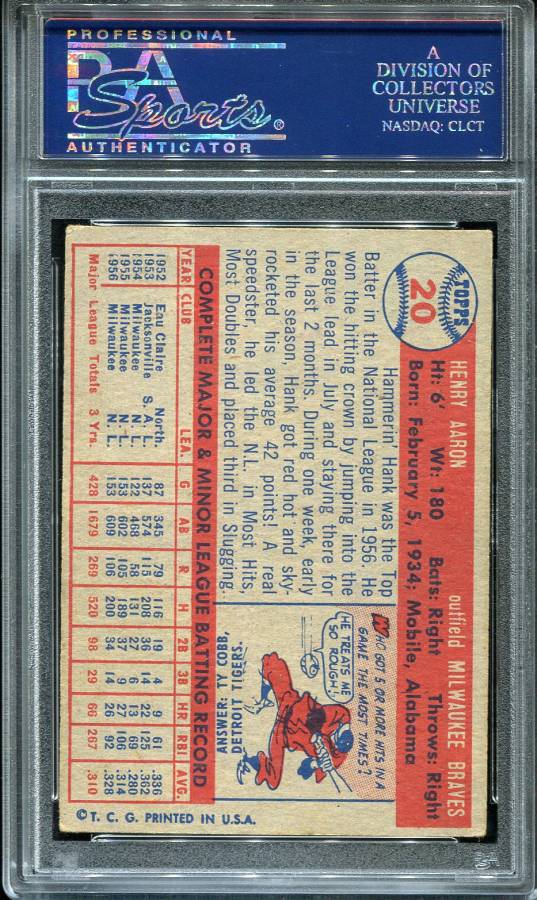 PROFESSIONAL
PSA
Sports®
AUTHENTICATOR
A
DIVISION OF
COLLECTORS
UNIVERSE
NASDAQ: CLCT
TOPPS
20
HENRY AARON outfield MILWAUKEE BRAVES
Ht: 6' Wt: 180 Bats: Right Throws: Right
Born: February 5, 1934; Mobile, Alabama
Hammerin' Hank was the Top
Batter in the National League in 1956. He
won the hitting crown by jumping into the
League lead in July and staying there for
the last 2 months. During one week, early
in the season, Hank got red hot and sky-
rocketed his average 42 points! A real
speedster, he led the N.L. in Most Hits,
Most Doubles and placed third in Slugging.
WHO GOT 5 OR MORE HITS IN A
GAME THE MOST TIMES?
HE TREATS ME
SO ROUGH!
ANSWER: TY COBB,
DETROIT TIGERS.
COMPLETE MAJOR & MINOR LEAGUE BATTING RECORD
YEAR CLUB LEA. G AB R H 2B 3B HR RBI AVG.
1952 Eau Claire North. 87 345 79 116 19 4 9 61 .336
1953 Jacksonville S. A. L. 137 574 115 208 36 14 22 125 .362
1954 Milwaukee N. L. 122 468 58 131 27 6 13 69 .280
1955 Milwaukee N. L. 153 602 105 189 37 9 27 106 .314
1956 Milwaukee N. L. 153 609 106 200 34 14 26 92 .328
Major League Totals 3 Yrs. 428 1679 269 520 98 29 66 267 .310
© T. C. G. PRINTED IN U.S.A.